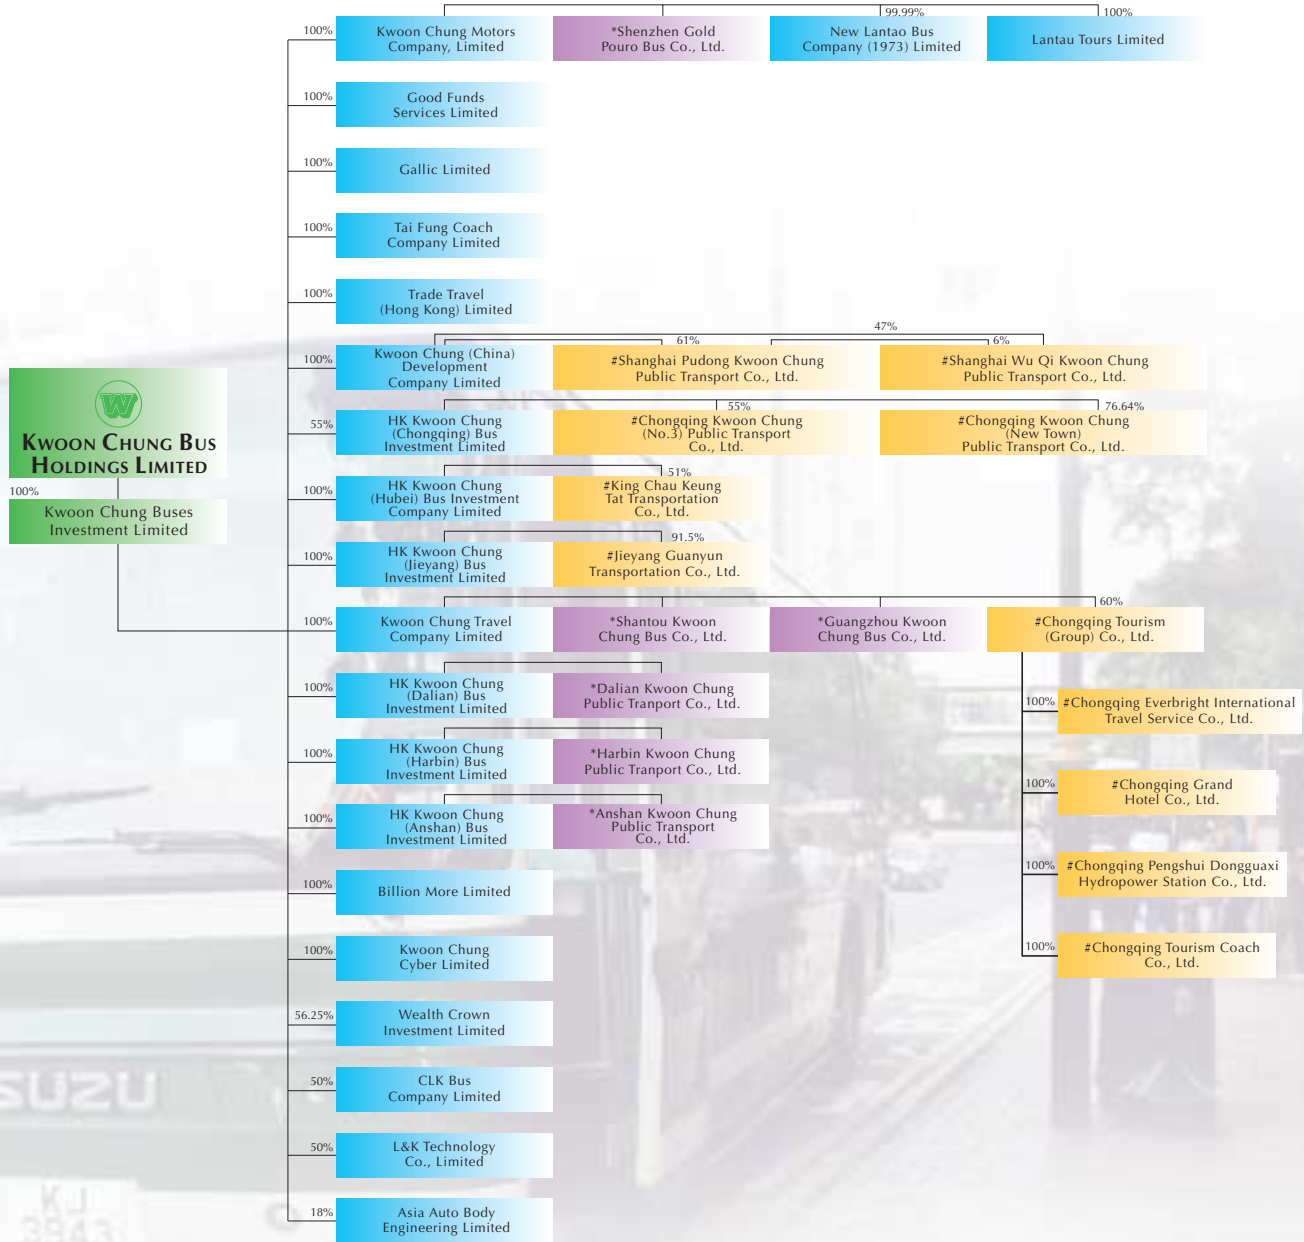 99.99%
100%
100%
Kwoon Chung Motors
Company, Limited
*Shenzhen Gold
Pouro Bus Co., Ltd.
New Lantao Bus
Company (1973) Limited
Lantau Tours Limited
100%
Good Funds
Services Limited
100%
Gallic Limited
100%
Tai Fung Coach
Company Limited
100%
Trade Travel
(Hong Kong) Limited
47%
61%
6%
100%
Kwoon Chung (China)
Development
Company Limited
#Shanghai Pudong Kwoon Chung
Public Transport Co., Ltd.
#Shanghai Wu Qi Kwoon Chung
Public Transport Co., Ltd.
W
KWOON CHUNG BUS
HOLDINGS LIMITED
100%
Kwoon Chung Buses
Investment Limited
55%
76.64%
55%
HK Kwoon Chung
(Chongqing) Bus
Investment Limited
#Chongqing Kwoon Chung
(No.3) Public Transport
Co., Ltd.
#Chongqing Kwoon Chung
(New Town)
Public Transport Co., Ltd.
51%
100%
HK Kwoon Chung
(Hubei) Bus Investment
Company Limited
#King Chau Keung
Tat Transportation
Co., Ltd.
91.5%
100%
HK Kwoon Chung
(Jieyang) Bus
Investment Limited
#Jieyang Guanyun
Transportation Co., Ltd.
60%
100%
Kwoon Chung Travel
Company Limited
*Shantou Kwoon
Chung Bus Co., Ltd.
*Guangzhou Kwoon
Chung Bus Co., Ltd.
#Chongqing Tourism
(Group) Co., Ltd.
100%
HK Kwoon Chung
(Dalian) Bus
Investment Limited
*Dalian Kwoon Chung
Public Tranport Co., Ltd.
100%
#Chongqing Everbright International
Travel Service Co., Ltd.
100%
HK Kwoon Chung
(Harbin) Bus
Investment Limited
*Harbin Kwoon Chung
Public Tranport Co., Ltd.
100%
#Chongqing Grand
Hotel Co., Ltd.
100%
HK Kwoon Chung
(Anshan) Bus
Investment Limited
*Anshan Kwoon Chung
Public Transport
Co., Ltd.
100%
#Chongqing Pengshui Dongguaxi
Hydropower Station Co., Ltd.
100%
Billion More Limited
100%
#Chongqing Tourism Coach
Co., Ltd.
100%
Kwoon Chung
Cyber Limited
56.25%
Wealth Crown
Investment Limited
50%
CLK Bus
Company Limited
SUZU
50%
L&K Technology
Co., Limited
18%
Asia Auto Body
Engineering Limited
KJ
3943